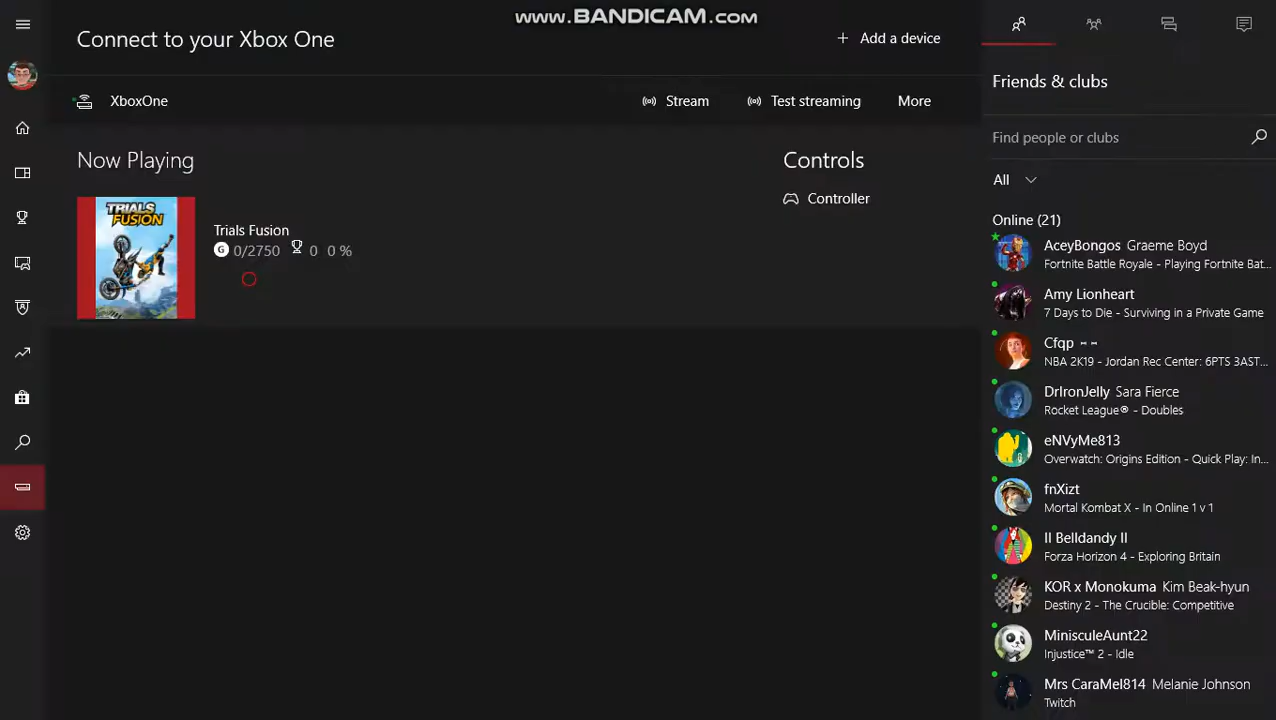 www.BANDICAM.com
Connect to your Xbox One
+ Add a device
XboxOne
Stream
Test streaming
More
Now Playing
TRIALS
FUSION
Trials Fusion
G 0/2750 0 0 %
Controls
Controller
Friends & clubs
Find people or clubs
All
Online (21)
AceyBongos Graeme Boyd
Fortnite Battle Royale - Playing Fortnite Bat...
Amy Lionheart
7 Days to Die - Surviving in a Private Game
Cfqp ⰶⰶ
NBA 2K19 - Jordan Rec Center: 6PTS 3AST...
DrIronJelly Sara Fierce
Rocket League® - Doubles
eNVyMe813
Overwatch: Origins Edition - Quick Play: In...
fnXizt
Mortal Kombat X - In Online 1 v 1
II Belldandy II
Forza Horizon 4 - Exploring Britain
KOR x Monokuma Kim Beak-hyun
Destiny 2 - The Crucible: Competitive
MinisculeAunt22
Injustice™ 2 - Idle
Mrs CaraMel814 Melanie Johnson
Twitch